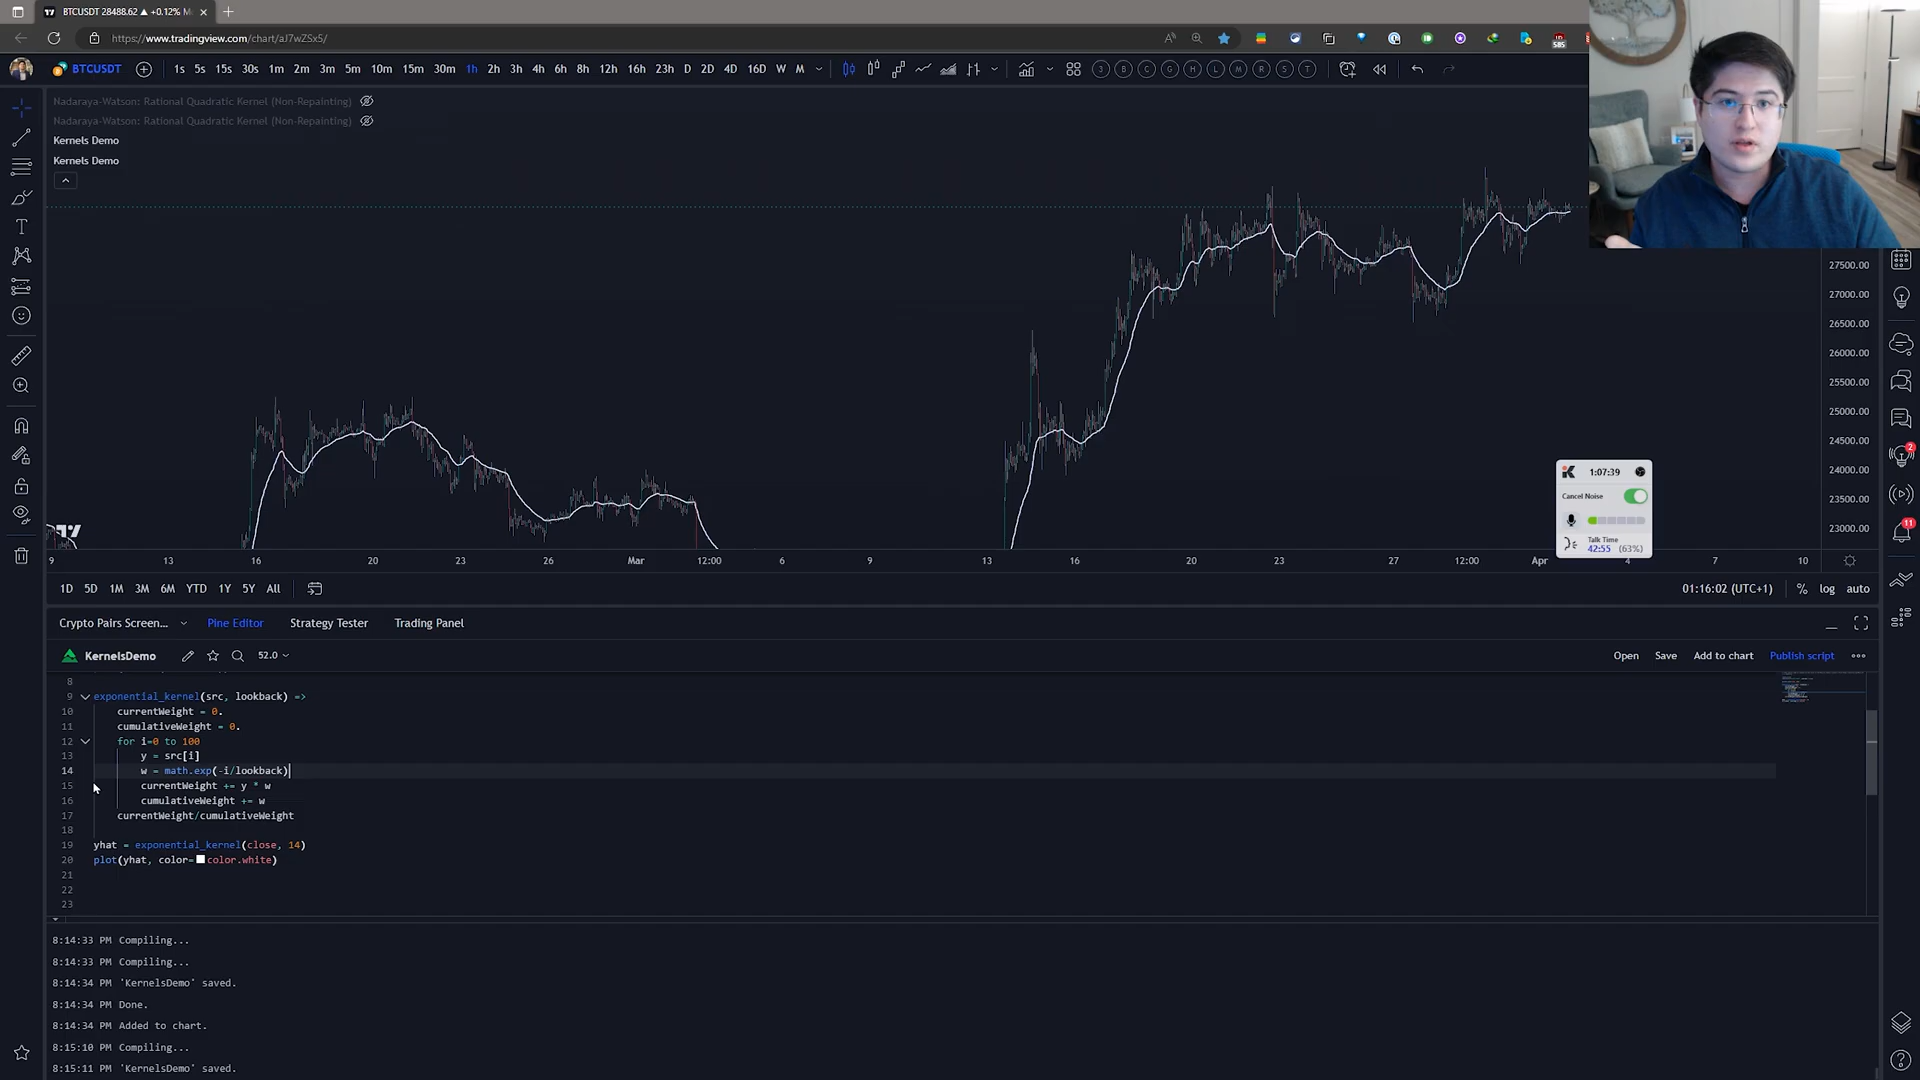 BTCUSDT 28488.62 ▲ +0.12%
https://www.tradingview.com/chart/aJ7wZSx5/
585
BTCUSDT 1s 5s 15s 30s 1m 2m 3m 5m 10m 15m 30m 1h 2h 3h 4h 6h 8h 12h 16h 23h D 2D 4D 16D W M
3 B C G H L M R S T
Nadaraya-Watson: Rational Quadratic Kernel (Non-Repainting)
Nadaraya-Watson: Rational Quadratic Kernel (Non-Repainting)
Kernels Demo
Kernels Demo
27500.00
27000.00
26500.00
26000.00
25500.00
25000.00
24500.00
24000.00
23500.00
23000.00
2
11
1:07:39
Cancel Noise
Talk Time
42:55 (63%)
9 13 16 20 23 26 Mar 12:00 6 9 13 16 20 23 27 12:00 Apr 4 7 10
1D 5D 1M 3M 6M YTD 1Y 5Y All
01:16:02 (UTC+1) % log auto
Crypto Pairs Screen... Pine Editor Strategy Tester Trading Panel
KernelsDemo 52.0
Open Save Add to chart Publish script
8
9 exponential_kernel(src, lookback) =>
10 currentWeight = 0.
11 cumulativeWeight = 0.
12 for i=0 to 100
13 y = src[i]
14 w = math.exp(-i/lookback)
15 currentWeight += y * w
16 cumulativeWeight += w
17 currentWeight/cumulativeWeight
18
19 yhat = exponential_kernel(close, 14)
20 plot(yhat, color=color.white)
21
22
23
8:14:33 PM Compiling...
8:14:33 PM Compiling...
8:14:34 PM 'KernelsDemo' saved.
8:14:34 PM Done.
8:14:34 PM Added to chart.
8:15:10 PM Compiling...
8:15:11 PM 'KernelsDemo' saved.